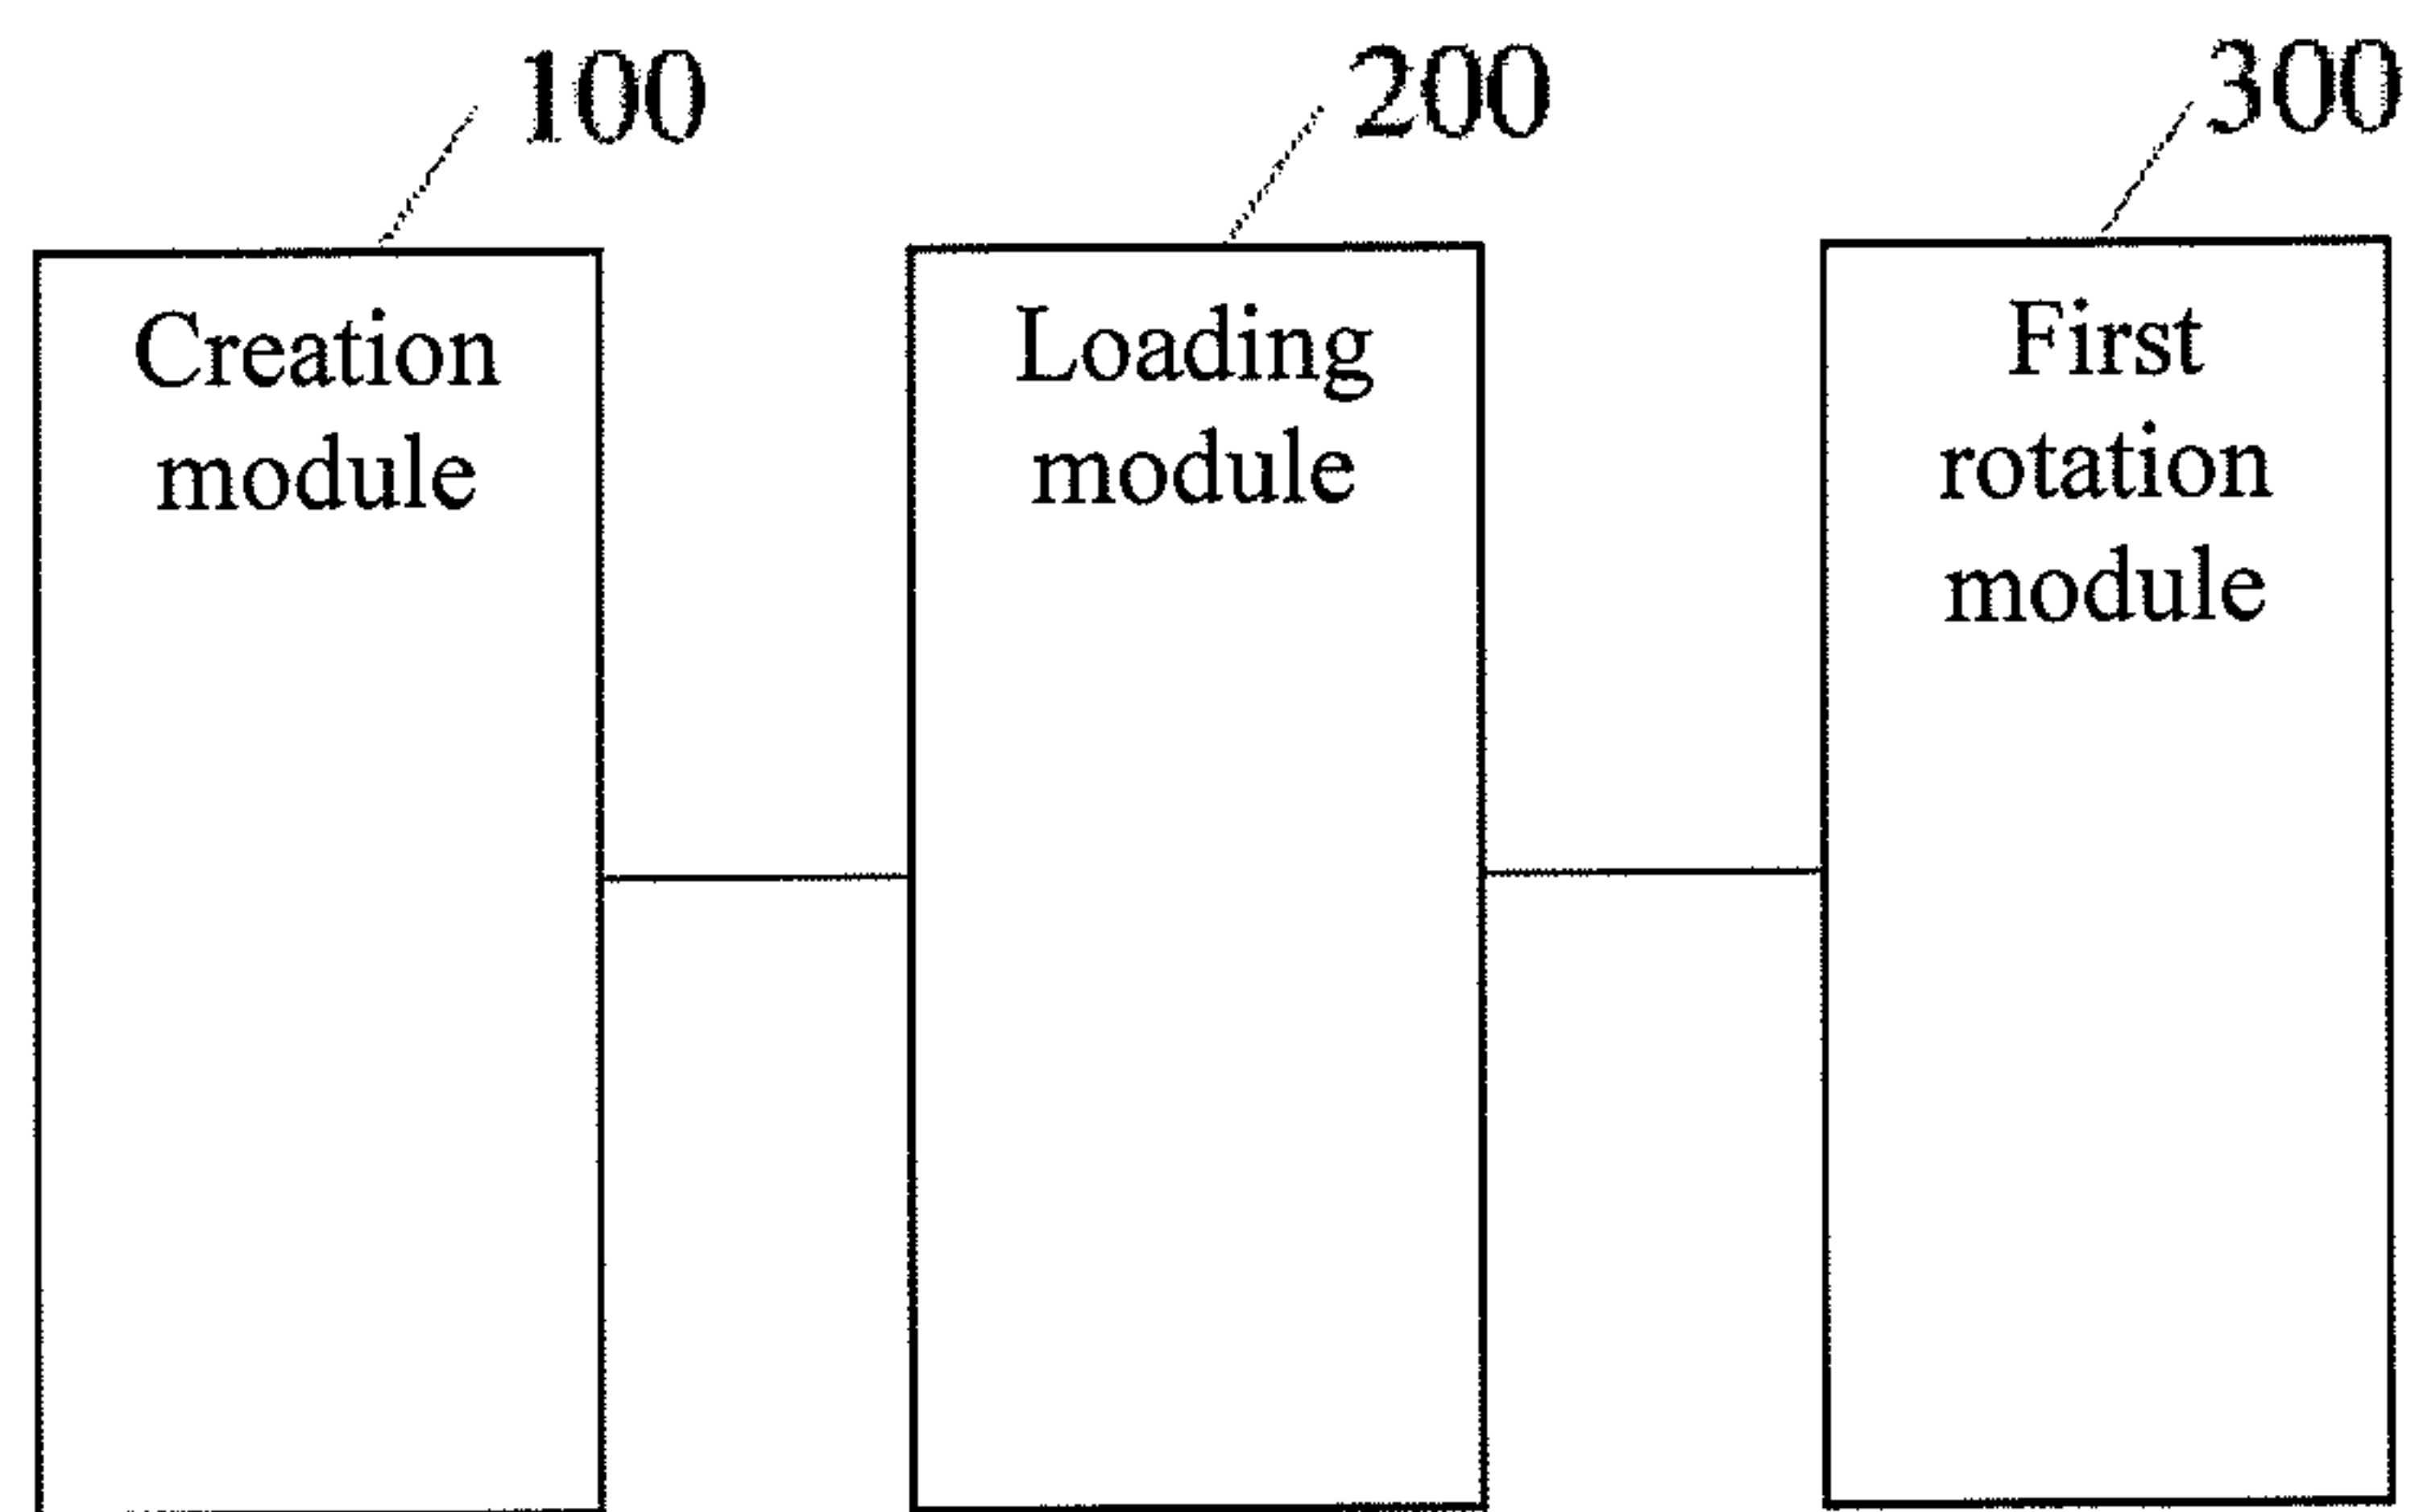 100
200
300
Creation
module
Loading
module
First
rotation
module